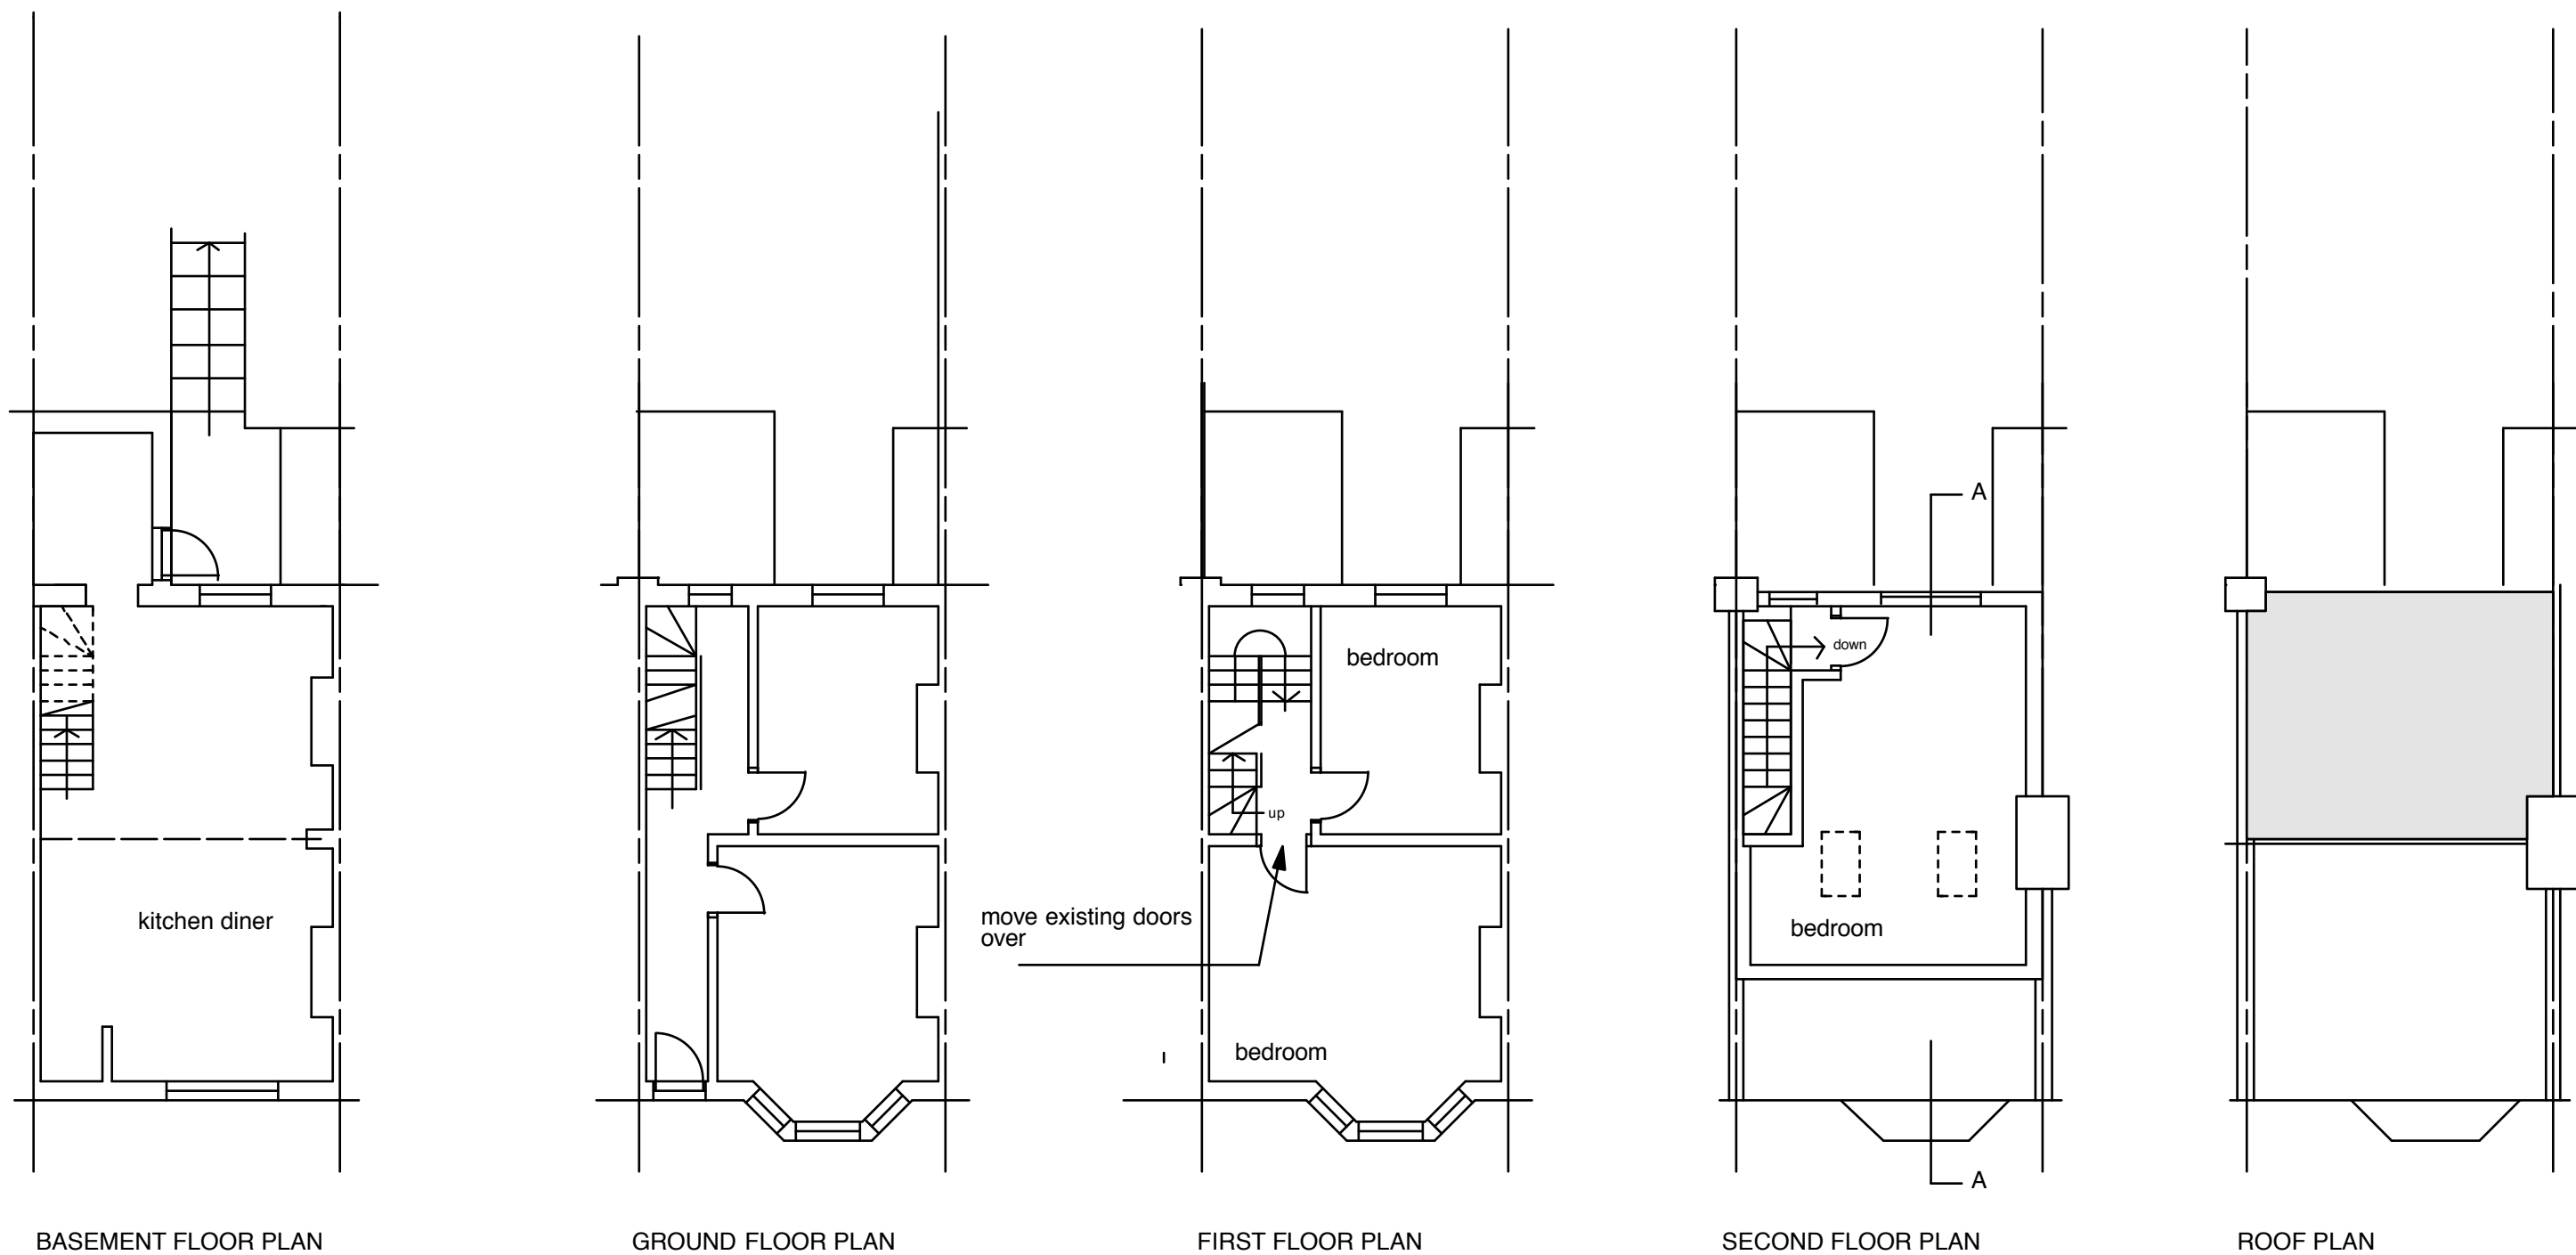 kitchen diner
BASEMENT FLOOR PLAN
GROUND FLOOR PLAN
move existing doors
over
bedroom
up
bedroom
FIRST FLOOR PLAN
A
down
bedroom
A
SECOND FLOOR PLAN
ROOF PLAN